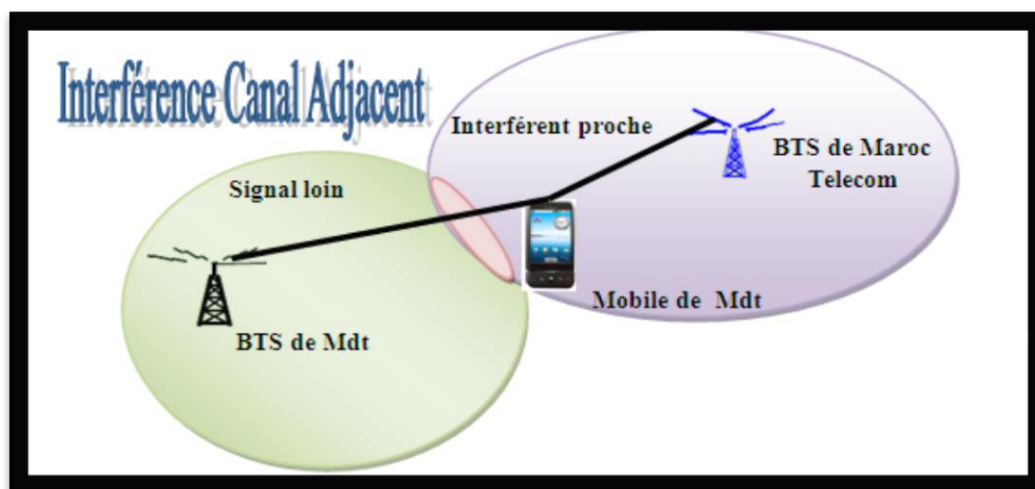 Interférence Canal Adjacent
Interférent proche
BTS de Maroc
Telecom
Signal loin
Mobile de Mdt
BTS de Mdt